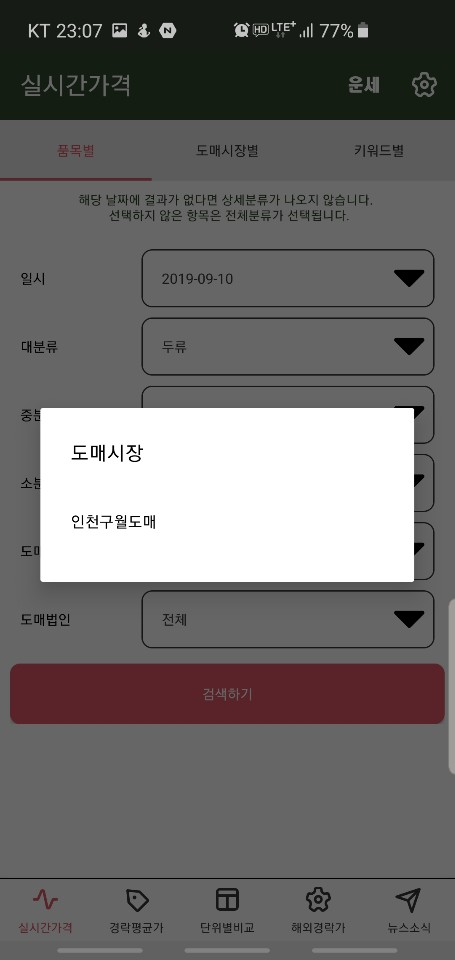 KT 23:07 N HD LTE+ 77%
실시간가격 운세
품목별 도매시장별 키워드별
해당 날짜에 결과가 없다면 상세분류가 나오지 않습니다.
선택하지 않은 항목은 전체분류가 선택됩니다.
일시 2019-09-10
대분류 두류
중분
도매시장
소분
인천구월도매
도매
도매법인 전체
검색하기
실시간가격 경락평균가 단위별비교 해외경락가 뉴스소식